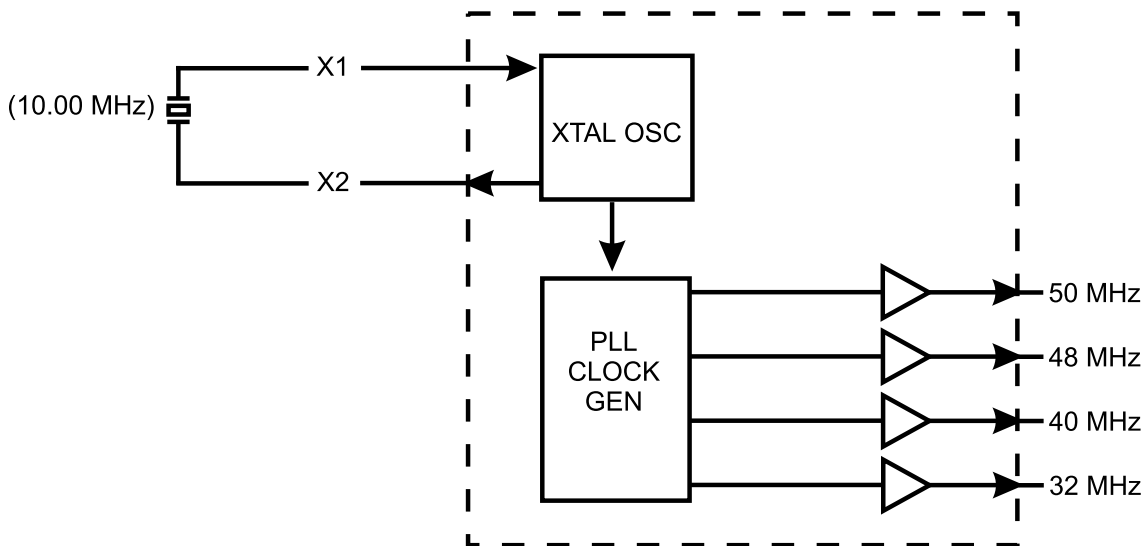 X1
(10.00 MHz)
XTAL OSC
X2
50 MHz
PLL
CLOCK
GEN
48 MHz
40 MHz
32 MHz